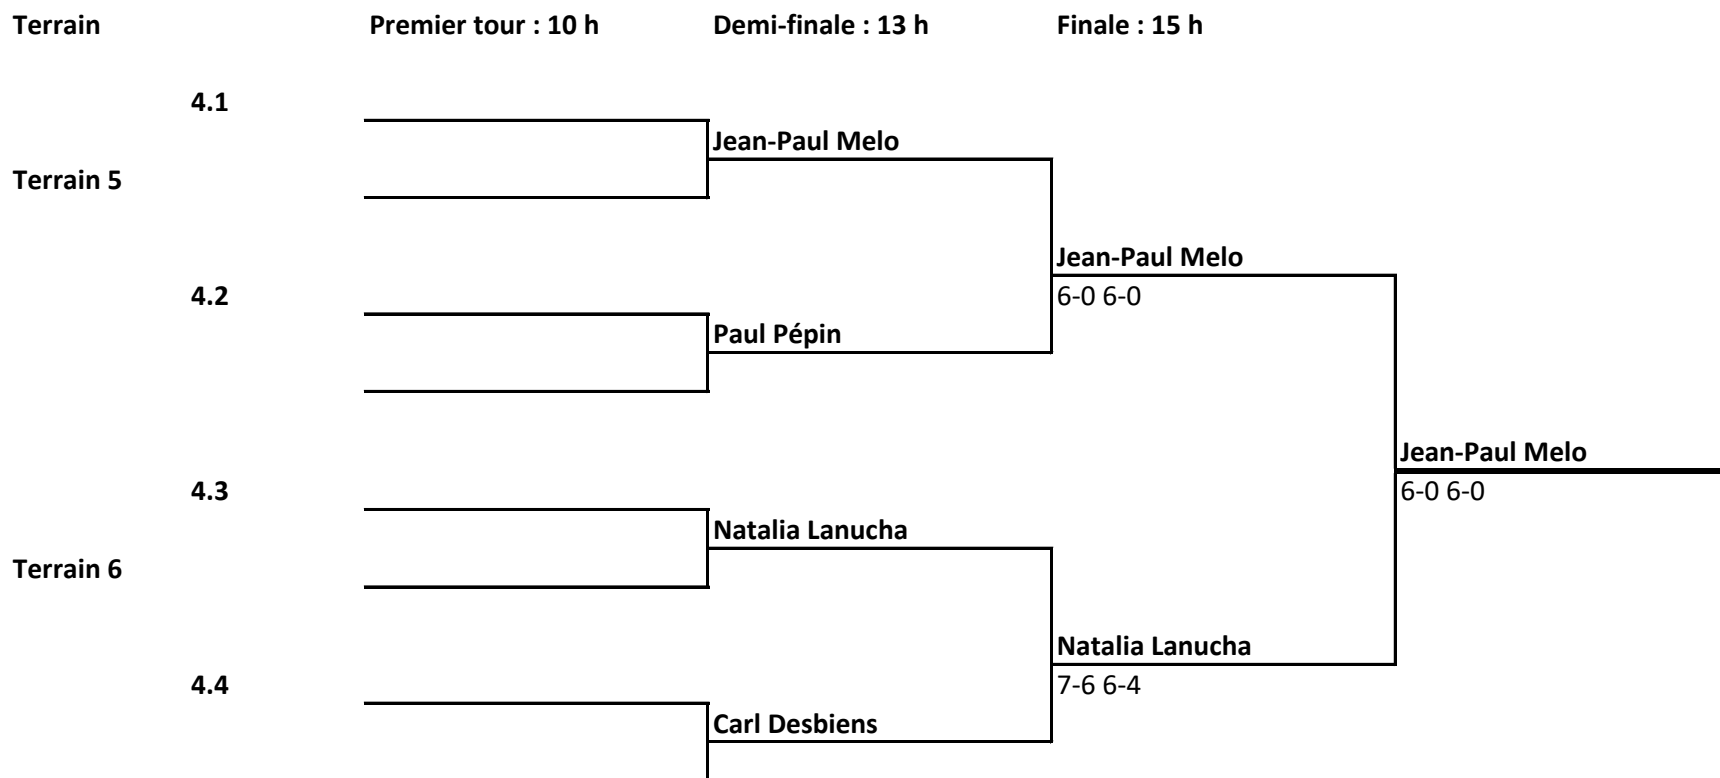 Terrain Premier tour : 10 h Demi-finale : 13 h Finale : 15 h
4.1
Jean-Paul Melo
Terrain 5
Jean-Paul Melo
4.2 6-0 6-0
Paul Pépin
Jean-Paul Melo
4.3 6-0 6-0
Natalia Lanucha
Terrain 6
Natalia Lanucha
4.4 7-6 6-4
Carl Desbiens